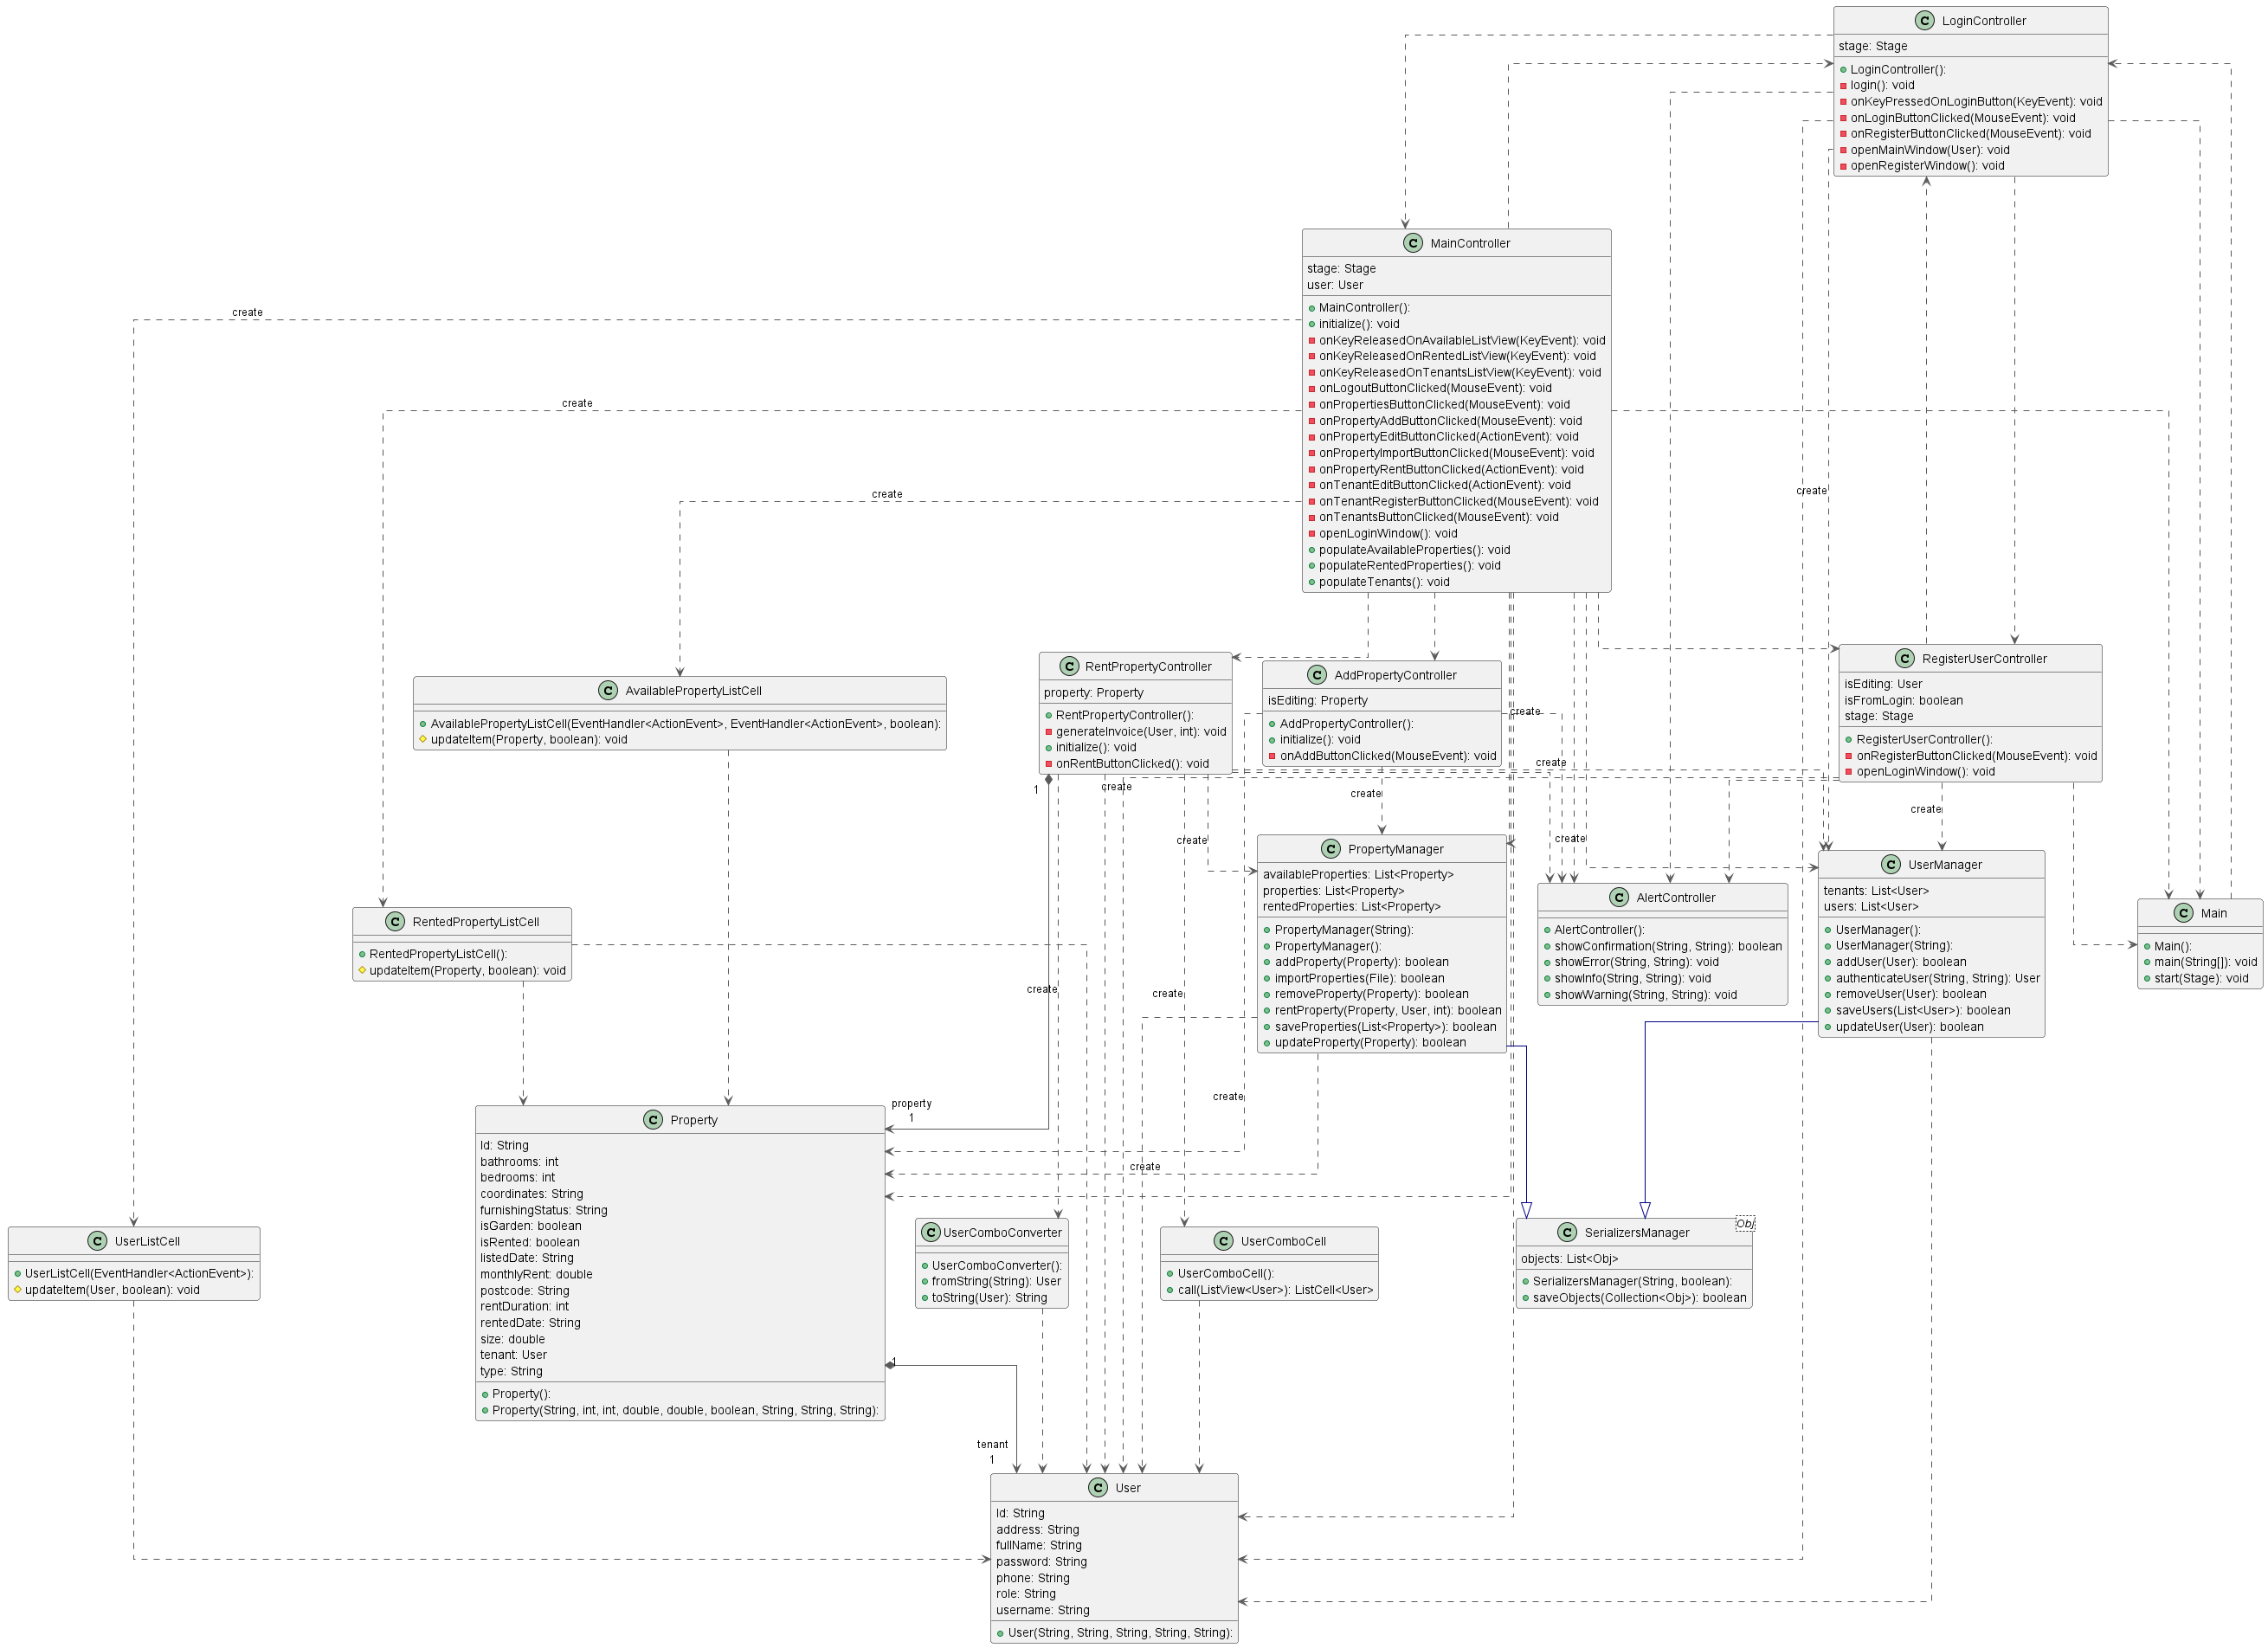 LoginController
stage: Stage
LoginController():
login(): void
onKeyPressedOnLoginButton(KeyEvent): void
onLoginButtonClicked(MouseEvent): void
onRegisterButtonClicked(MouseEvent): void
openMainWindow(User): void
openRegisterWindow(): void
MainController
stage: Stage
user: User
MainController():
initialize(): void
onKeyReleasedOnAvailableListView(KeyEvent): void
onKeyReleasedOnRentedListView(KeyEvent): void
onKeyReleasedOnTenantsListView(KeyEvent): void
onLogoutButtonClicked(MouseEvent): void
onPropertiesButtonClicked(MouseEvent): void
onPropertyAddButtonClicked(MouseEvent): void
onPropertyEditButtonClicked(ActionEvent): void
onPropertyImportButtonClicked(MouseEvent): void
onPropertyRentButtonClicked(ActionEvent): void
onTenantEditButtonClicked(ActionEvent): void
onTenantRegisterButtonClicked(MouseEvent): void
onTenantsButtonClicked(MouseEvent): void
openLoginWindow(): void
populateAvailableProperties(): void
populateRentedProperties(): void
populateTenants(): void
create
create
create
create
RentPropertyController
property: Property
RentPropertyController():
generateInvoice(User, int): void
initialize(): void
onRentButtonClicked(): void
AddPropertyController
isEditing: Property
AddPropertyController():
initialize(): void
onAddButtonClicked(MouseEvent): void
RegisterUserController
isEditing: User
isFromLogin: boolean
stage: Stage
RegisterUserController():
onRegisterButtonClicked(MouseEvent): void
openLoginWindow(): void
AvailablePropertyListCell
AvailablePropertyListCell(EventHandler<ActionEvent>, EventHandler<ActionEvent>, boolean):
updateItem(Property, boolean): void
create
create
1
create
create
create
create
create
PropertyManager
availableProperties: List<Property>
properties: List<Property>
rentedProperties: List<Property>
PropertyManager(String):
PropertyManager():
addProperty(Property): boolean
importProperties(File): boolean
removeProperty(Property): boolean
rentProperty(Property, User, int): boolean
saveProperties(List<Property>): boolean
updateProperty(Property): boolean
AlertController
AlertController():
showConfirmation(String, String): boolean
showError(String, String): void
showInfo(String, String): void
showWarning(String, String): void
UserManager
tenants: List<User>
users: List<User>
UserManager():
UserManager(String):
addUser(User): boolean
authenticateUser(String, String): User
removeUser(User): boolean
saveUsers(List<User>): boolean
updateUser(User): boolean
Main
Main():
main(String[]): void
start(Stage): void
RentedPropertyListCell
RentedPropertyListCell():
updateItem(Property, boolean): void
create
create
create
property
1
create
Property
Id: String
bathrooms: int
bedrooms: int
coordinates: String
furnishingStatus: String
isGarden: boolean
isRented: boolean
listedDate: String
monthlyRent: double
postcode: String
rentDuration: int
rentedDate: String
size: double
tenant: User
type: String
Property():
Property(String, int, int, double, double, boolean, String, String, String):
UserListCell
UserListCell(EventHandler<ActionEvent>):
updateItem(User, boolean): void
UserComboConverter
UserComboConverter():
fromString(String): User
toString(User): String
UserComboCell
UserComboCell():
call(ListView<User>): ListCell<User>
SerializersManager
Obj
objects: List<Obj>
SerializersManager(String, boolean):
saveObjects(Collection<Obj>): boolean
1
tenant
1
User
Id: String
address: String
fullName: String
password: String
phone: String
role: String
username: String
User(String, String, String, String, String):